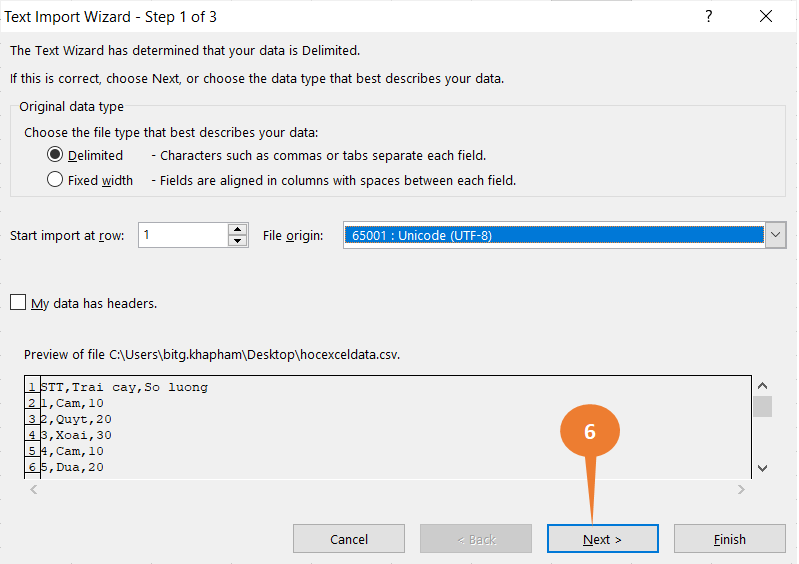 Text Import Wizard - Step 1 of 3
?
The Text Wizard has determined that your data is Delimited.
If this is correct, choose Next, or choose the data type that best describes your data.
Original data type
Choose the file type that best describes your data:
Delimited - Characters such as commas or tabs separate each field.
Fixed width - Fields are aligned in columns with spaces between each field.
Start import at row: 1 File origin: 65001 : Unicode (UTF-8)
My data has headers.
Preview of file C:\Users\bitg.khapham\Desktop\hocexceldata.csv.
1 STT,Trai cay,So luong
2 1,Cam,10
3 2,Quyt,20
4 3,Xoai,30
5 4,Cam,10
6 5,Dua,20
6
Cancel < Back Next > Finish